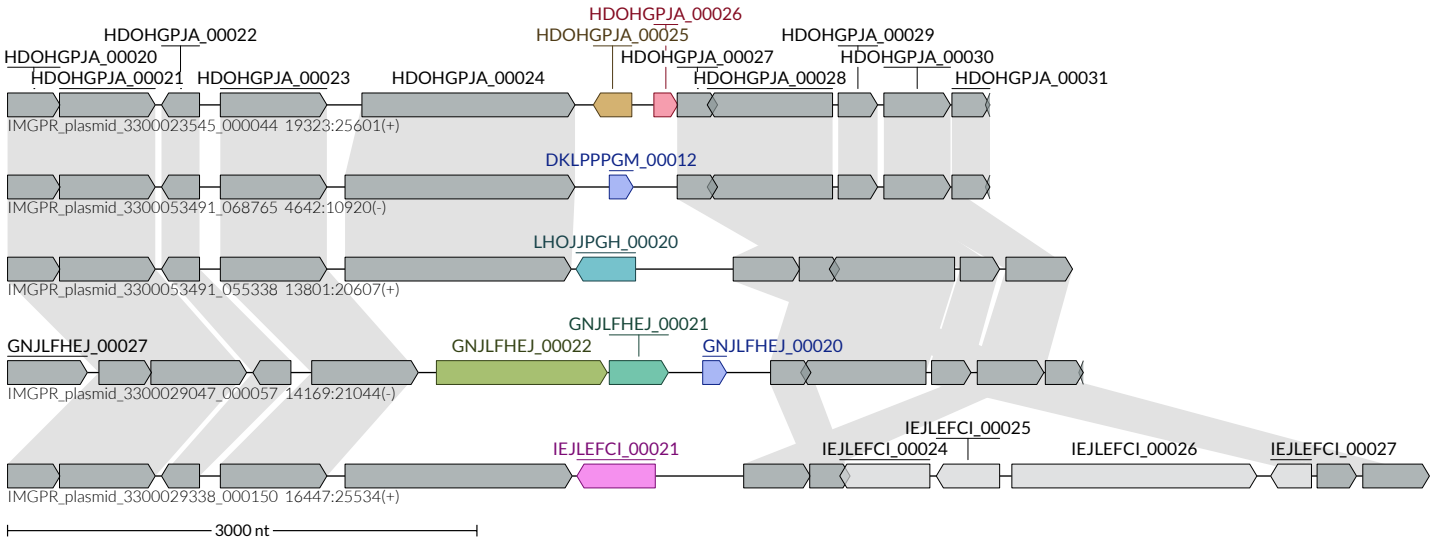 HDOHGPJA_00026
HDOHGPJA_00022 HDOHGPJA_00025 HDOHGPJA_00029
HDOHGPJA_00020 HDOHGPJA_00027 HDOHGPJA_00030
HDOHGPJA_00021 HDOHGPJA_00023 HDOHGPJA_00024 HDOHGPJA_00028 HDOHGPJA_00031
IMGPR_plasmid_3300023545_000044 19323:25601(+)
DKLPPPGM_00012
IMGPR_plasmid_3300053491_068765 4642:10920(-)
LHOJJPGH_00020
IMGPR_plasmid_3300053491_055338 13801:20607(+)
GNJLFHEJ_00021
GNJLFHEJ_00027 GNJLFHEJ_00022 GNJLFHEJ_00020
IMGPR_plasmid_3300029047_000057 14169:21044(-)
IEJLEFCI_00025
IEJLEFCI_00021 IEJLEFCI_00024 IEJLEFCI_00026 IEJLEFCI_00027
IMGPR_plasmid_3300029338_000150 16447:25534(+)
3000 nt